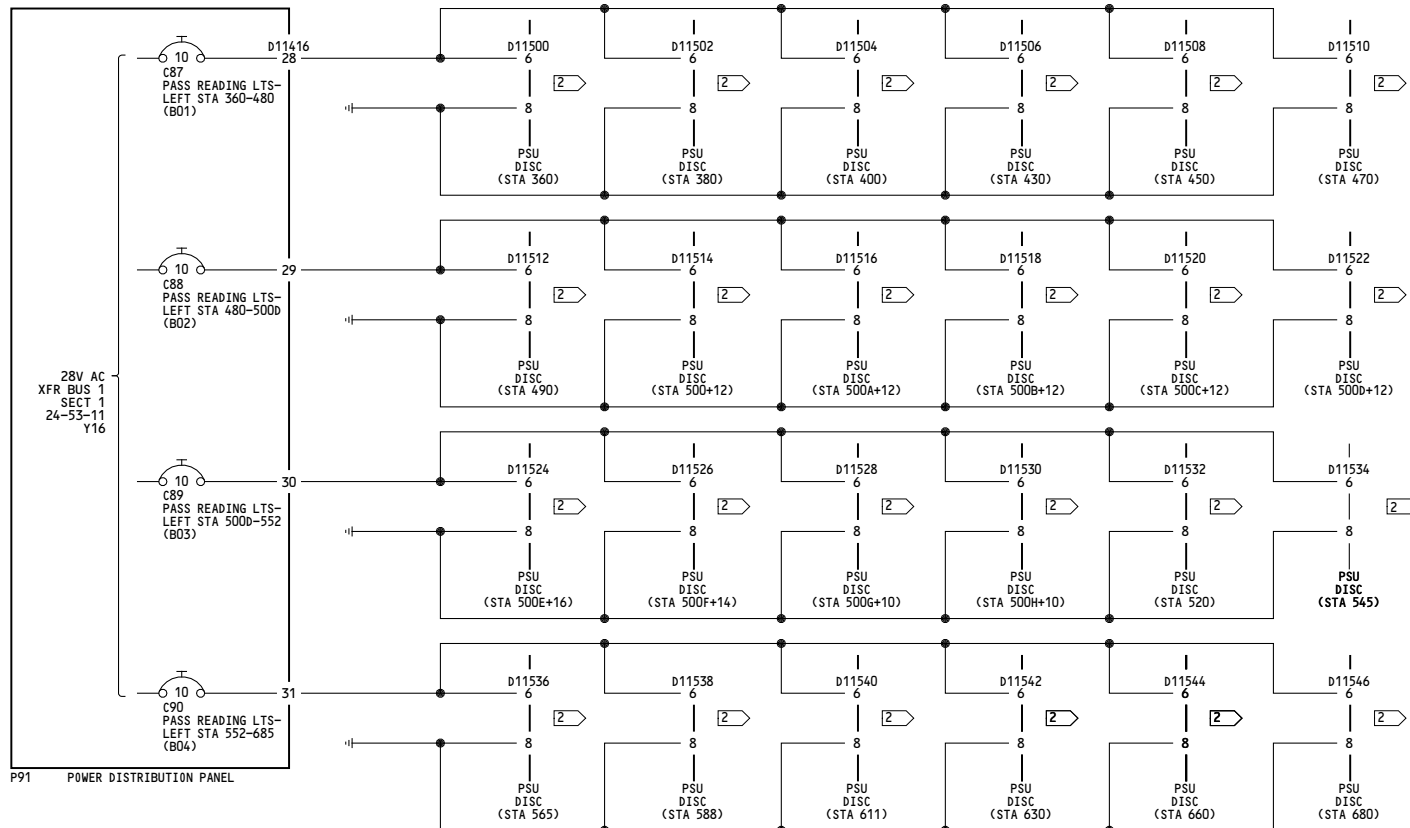 D11416
10
28
C87
PASS READING LTS-
LEFT STA 360-480
(B01)
D11500
6
2
8
PSU
DISC
(STA 360)
D11502
6
2
8
PSU
DISC
(STA 380)
D11504
6
2
8
PSU
DISC
(STA 400)
D11506
6
2
8
PSU
DISC
(STA 430)
D11508
6
2
8
PSU
DISC
(STA 450)
D11510
6
2
8
PSU
DISC
(STA 470)
10
29
C88
PASS READING LTS-
LEFT STA 480-500D
(B02)
D11512
6
2
8
PSU
DISC
(STA 490)
D11514
6
2
8
PSU
DISC
(STA 500+12)
D11516
6
2
8
PSU
DISC
(STA 500A+12)
D11518
6
2
8
PSU
DISC
(STA 500B+12)
D11520
6
2
8
PSU
DISC
(STA 500C+12)
D11522
6
2
8
PSU
DISC
(STA 500D+12)
28V AC
XFR BUS 1
SECT 1
24-53-11
Y16
10
30
C89
PASS READING LTS-
LEFT STA 500D-552
(B03)
D11524
6
2
8
PSU
DISC
(STA 500E+16)
D11526
6
2
8
PSU
DISC
(STA 500F+14)
D11528
6
2
8
PSU
DISC
(STA 500G+10)
D11530
6
2
8
PSU
DISC
(STA 500H+10)
D11532
6
2
8
PSU
DISC
(STA 520)
D11534
6
2
8
PSU
DISC
(STA 545)
10
31
C90
PASS READING LTS-
LEFT STA 552-685
(B04)
D11536
6
2
8
PSU
DISC
(STA 565)
D11538
6
2
8
PSU
DISC
(STA 588)
D11540
6
2
8
PSU
DISC
(STA 611)
D11542
6
2
8
PSU
DISC
(STA 630)
D11544
6
2
8
PSU
DISC
(STA 660)
D11546
6
2
8
PSU
DISC
(STA 680)
P91 POWER DISTRIBUTION PANEL